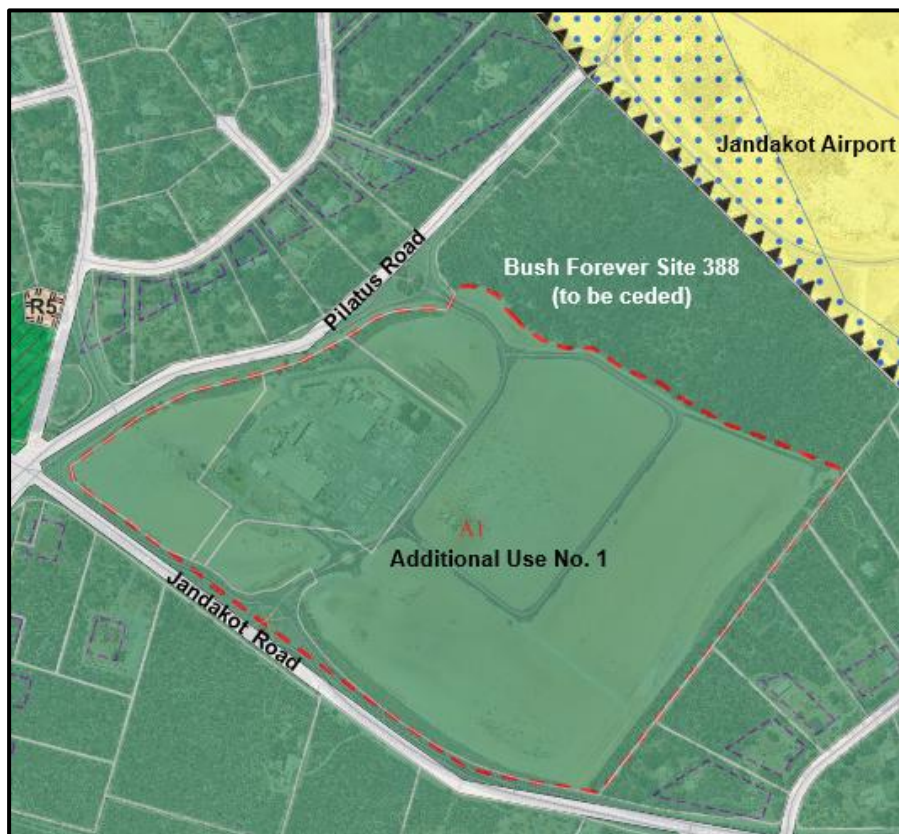 Jandakot Airport
Pilatus Road
Bush Forever Site 388
(to be ceded)
R5
A1
Additional Use No. 1
Jandakot Road